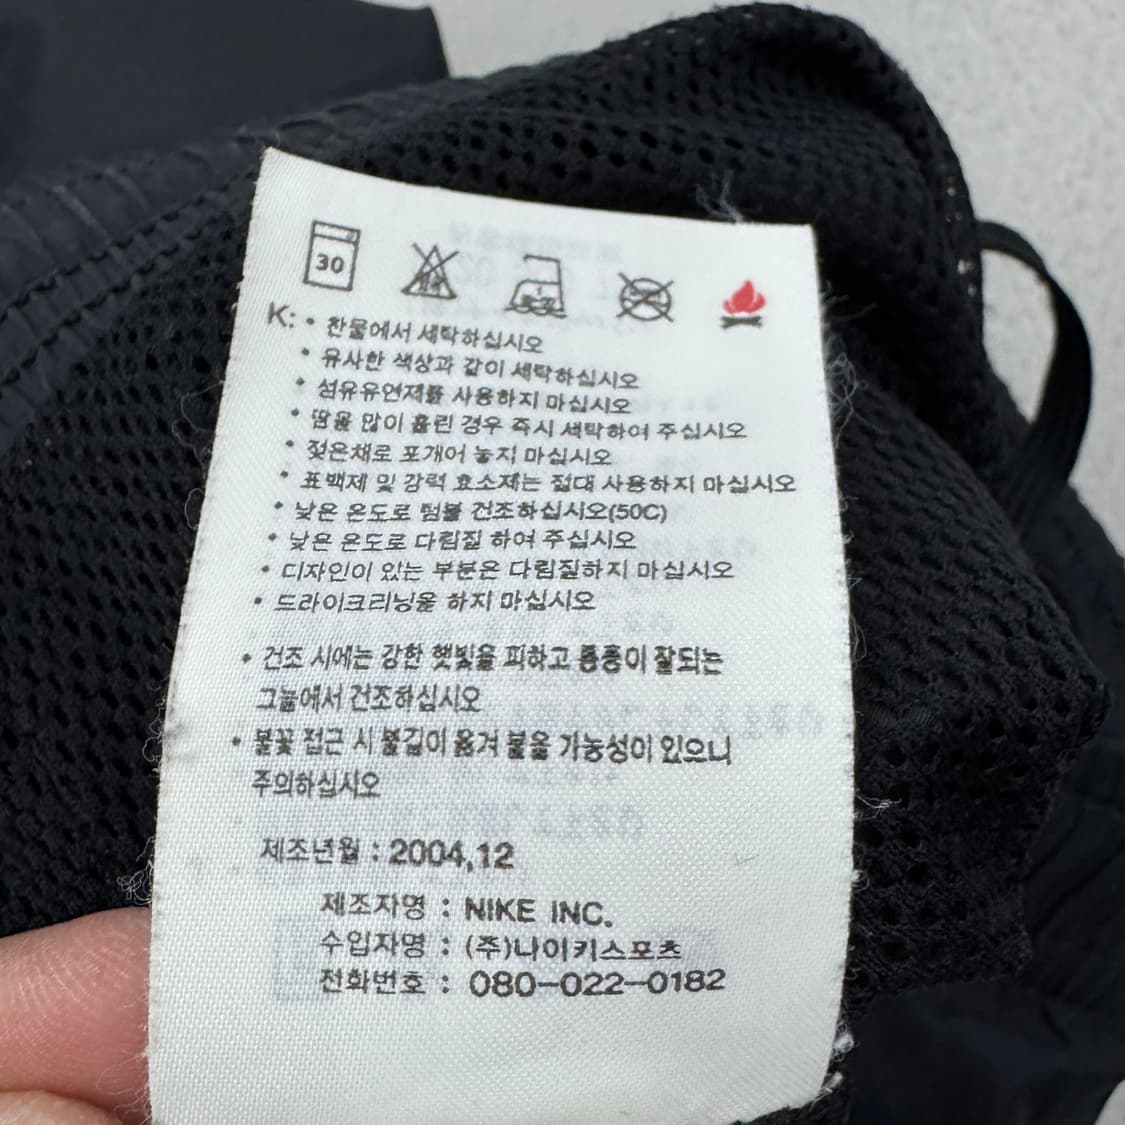 30
K: • 찬물에서 세탁하십시오
• 유사한 색상과 같이 세탁하십시오
• 섬유유연제를 사용하지 마십시오
• 땀을 많이 흘린 경우 즉시 세탁하여 주십시오
• 젖은채로 포개어 놓지 마십시오
• 표백제 및 강력 효소제는 절대 사용하지 마십시오
• 낮은 온도로 텀블 건조하십시오(50C)
• 낮은 온도로 다림질 하여 주십시오
• 디자인이 있는 부분은 다림질하지 마십시오
• 드라이크리닝을 하지 마십시오
• 건조 시에는 강한 햇빛을 피하고 통풍이 잘되는
그늘에서 건조하십시오
• 불꽃 접근 시 불길이 옮겨 붙을 가능성이 있으니
주의하십시오
제조년월 : 2004,12
제조자명 : NIKE INC.
수입자명 : (주)나이키스포츠
전화번호 : 080-022-0182